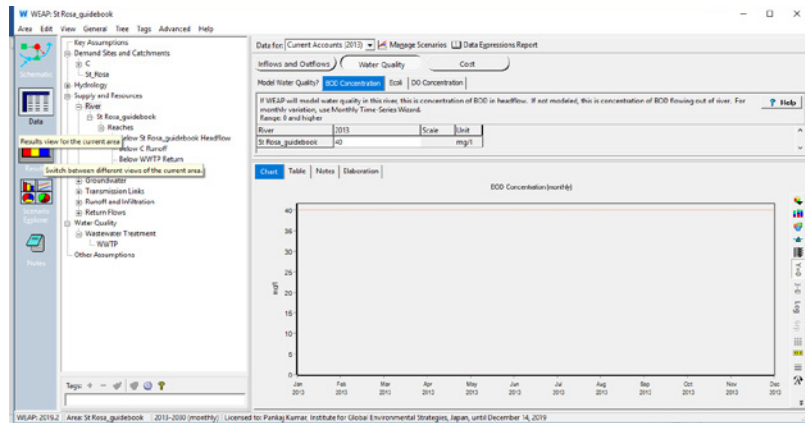 WEAP: St Rosa_guidebook
Area Edit View General Tree Tags Advanced Help
Schematic
Data
Results
Scenario Explorer
Notes
Key Assumptions
Demand Sites and Catchments
C
St_Rosa
Hydrology
Supply and Resources
River
St Rosa_guidebook
Reaches
Below St Rosa_guidebook Headflow
Results view for the current area
Below C Runoff
Below WWTP Return
Switch between different views of the current area.
Groundwater
Transmission Links
Runoff and Infiltration
Return Flows
Water Quality
Wastewater Treatment
WWTP
Other Assumptions
Tags:
Data for: Current Accounts (2013) Manage Scenarios Data Expressions Report
Inflows and Outflows Water Quality Cost
Model Water Quality? BOD Concentration Ecoli DO Concentration
If WEAP will model water quality in this river, this is concentration of BOD in headflow. If not modeled, this is concentration of BOD flowing out of river. For
monthly variation, use Monthly Time-Series Wizard.
Range: 0 and higher
? Help
River 2013 Scale Unit
St Rosa_guidebook 40 mg/l
Chart Table Notes Elaboration
BOD Concentration (monthly)
mg/l
40
35
30
25
20
15
10
5
0
Jan 2013 Feb 2013 Mar 2013 Apr 2013 May 2013 Jun 2013 Jul 2013 Aug 2013 Sep 2013 Oct 2013 Nov 2013 Dec 2013
Y=0
3-D
Log
WEAP: 2019.2 Area: St Rosa_guidebook 2013-2030 (monthly) Licensed to: Pankaj Kumar, Institute for Global Environmental Strategies, Japan, until December 14, 2019